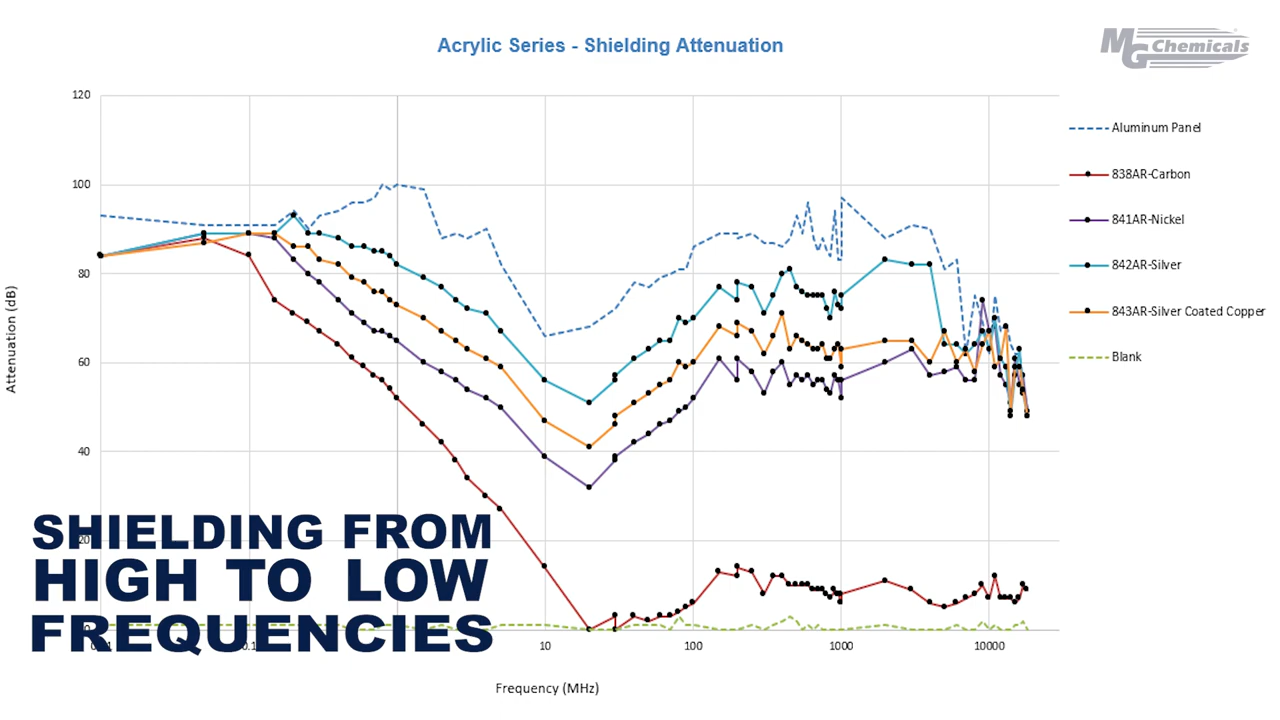 Acrylic Series - Shielding Attenuation
MG Chemicals
120
100
80
60
40
20
Attenuation (dB)
Aluminum Panel
838AR-Carbon
841AR-Nickel
842AR-Silver
843AR-Silver Coated Copper
Blank
SHIELDING FROM
HIGH TO LOW
FREQUENCIES
10
100
1000
10000
Frequency (MHz)